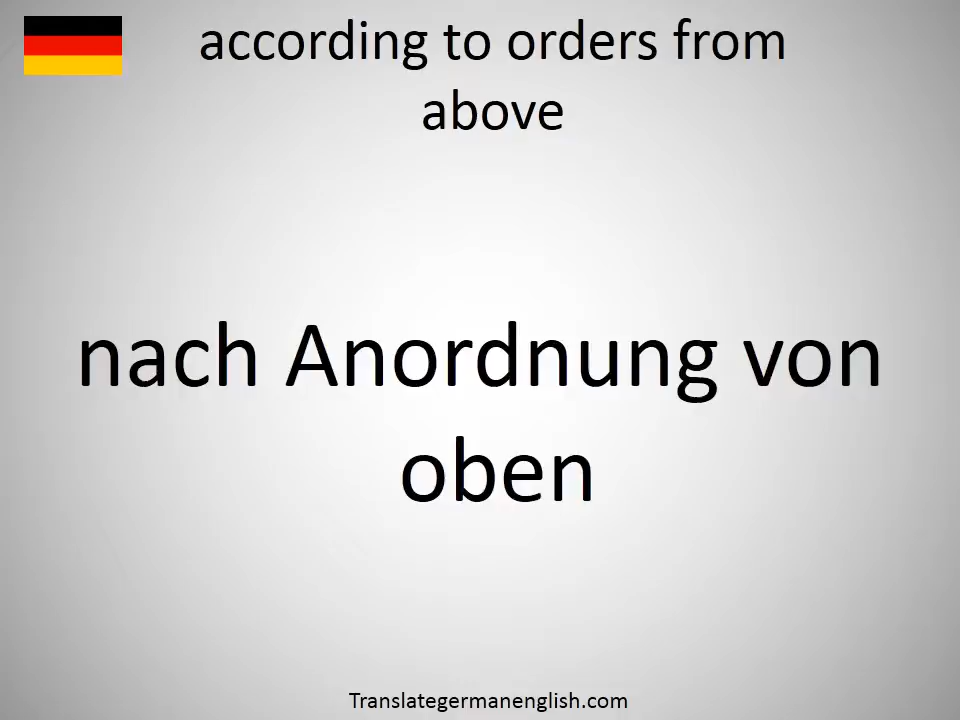 according to orders from
above
nach Anordnung von
oben
Translategermanenglish.com